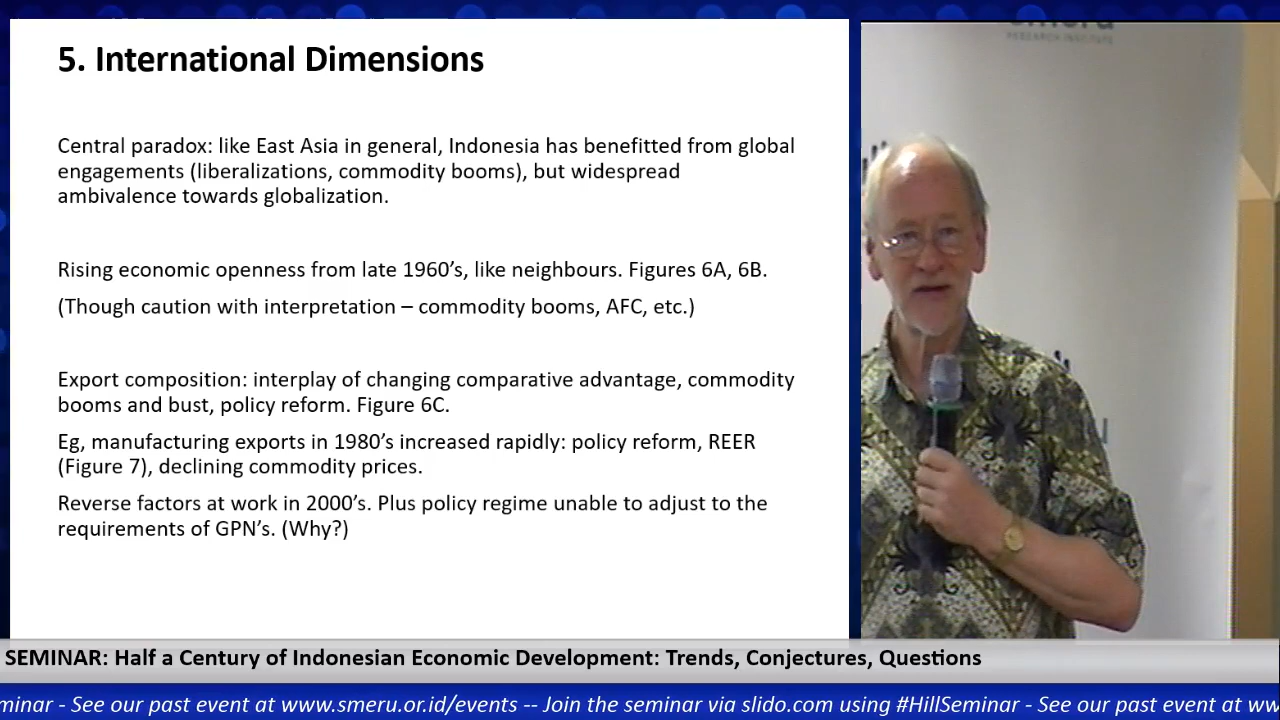 5. International Dimensions
Central paradox: like East Asia in general, Indonesia has benefitted from global
engagements (liberalizations, commodity booms), but widespread
ambivalence towards globalization.
Rising economic openness from late 1960’s, like neighbours. Figures 6A, 6B.
(Though caution with interpretation – commodity booms, AFC, etc.)
Export composition: interplay of changing comparative advantage, commodity
booms and bust, policy reform. Figure 6C.
Eg, manufacturing exports in 1980’s increased rapidly: policy reform, REER
(Figure 7), declining commodity prices.
Reverse factors at work in 2000’s. Plus policy regime unable to adjust to the
requirements of GPN’s. (Why?)
RESEARCH INSTITUTE
SEMINAR: Half a Century of Indonesian Economic Development: Trends, Conjectures, Questions
minar - See our past event at www.smeru.or.id/events -- Join the seminar via slido.com using #HillSeminar - See our past event at ww